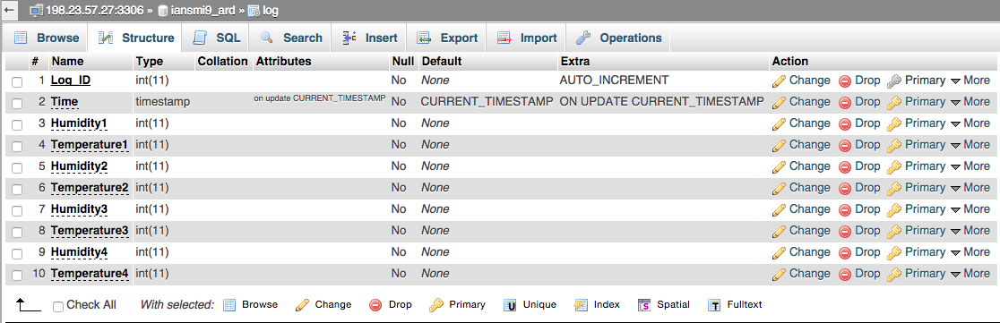 ← 198.23.57.27:3306 » iansmi9_ard » log
Browse Structure SQL Search Insert Export Import Operations
# Name Type Collation Attributes Null Default Extra Action
1 Log_ID int(11) No None AUTO_INCREMENT Change Drop Primary More
2 Time timestamp on update CURRENT_TIMESTAMP No CURRENT_TIMESTAMP ON UPDATE CURRENT_TIMESTAMP Change Drop Primary More
3 Humidity1 int(11) No None Change Drop Primary More
4 Temperature1 int(11) No None Change Drop Primary More
5 Humidity2 int(11) No None Change Drop Primary More
6 Temperature2 int(11) No None Change Drop Primary More
7 Humidity3 int(11) No None Change Drop Primary More
8 Temperature3 int(11) No None Change Drop Primary More
9 Humidity4 int(11) No None Change Drop Primary More
10 Temperature4 int(11) No None Change Drop Primary More
Check All With selected: Browse Change Drop Primary Unique Index Spatial Fulltext